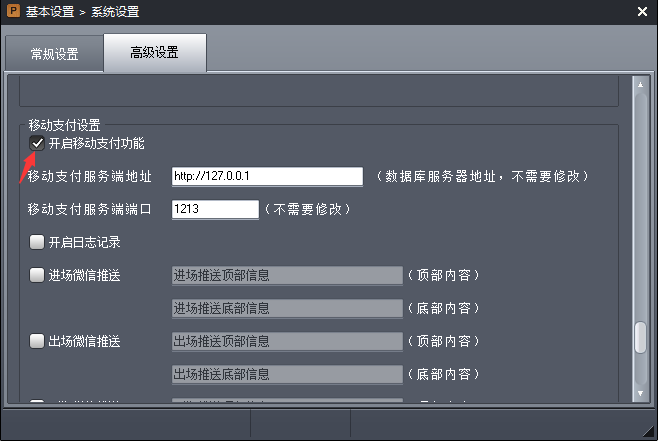 P 基本设置 > 系统设置
常规设置 高级设置
移动支付设置
开启移动支付功能
移动支付服务端地址 http://127.0.0.1 (数据库服务器地址,不需要修改)
移动支付服务端端口 1213 (不需要修改)
开启日志记录
进场微信推送 进场推送顶部信息 (顶部内容)
进场推送底部信息 (底部内容)
出场微信推送 出场推送顶部信息 (顶部内容)
出场推送底部信息 (底部内容)